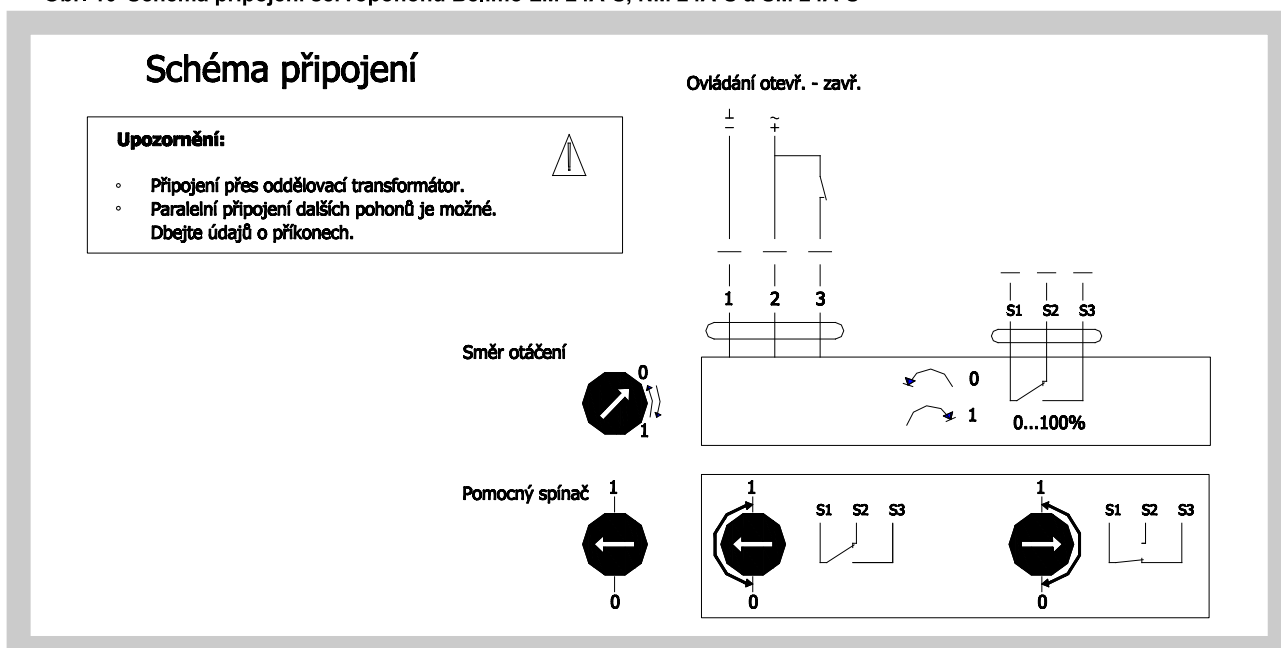 Schéma připojení
Ovládání otevř. - zavř.
Upozornění:
Připojení přes oddělovací transformátor.
Paralelní připojení dalších pohonů je možné.
Dbejte údajů o příkonech.
⊥ ~
− +
1 2 3
S1 S2 S3
Směr otáčení
0
1
0
1
0...100%
Pomocný spínač
1
0
1
S1 S2 S3
0
1
S1 S2 S3
0